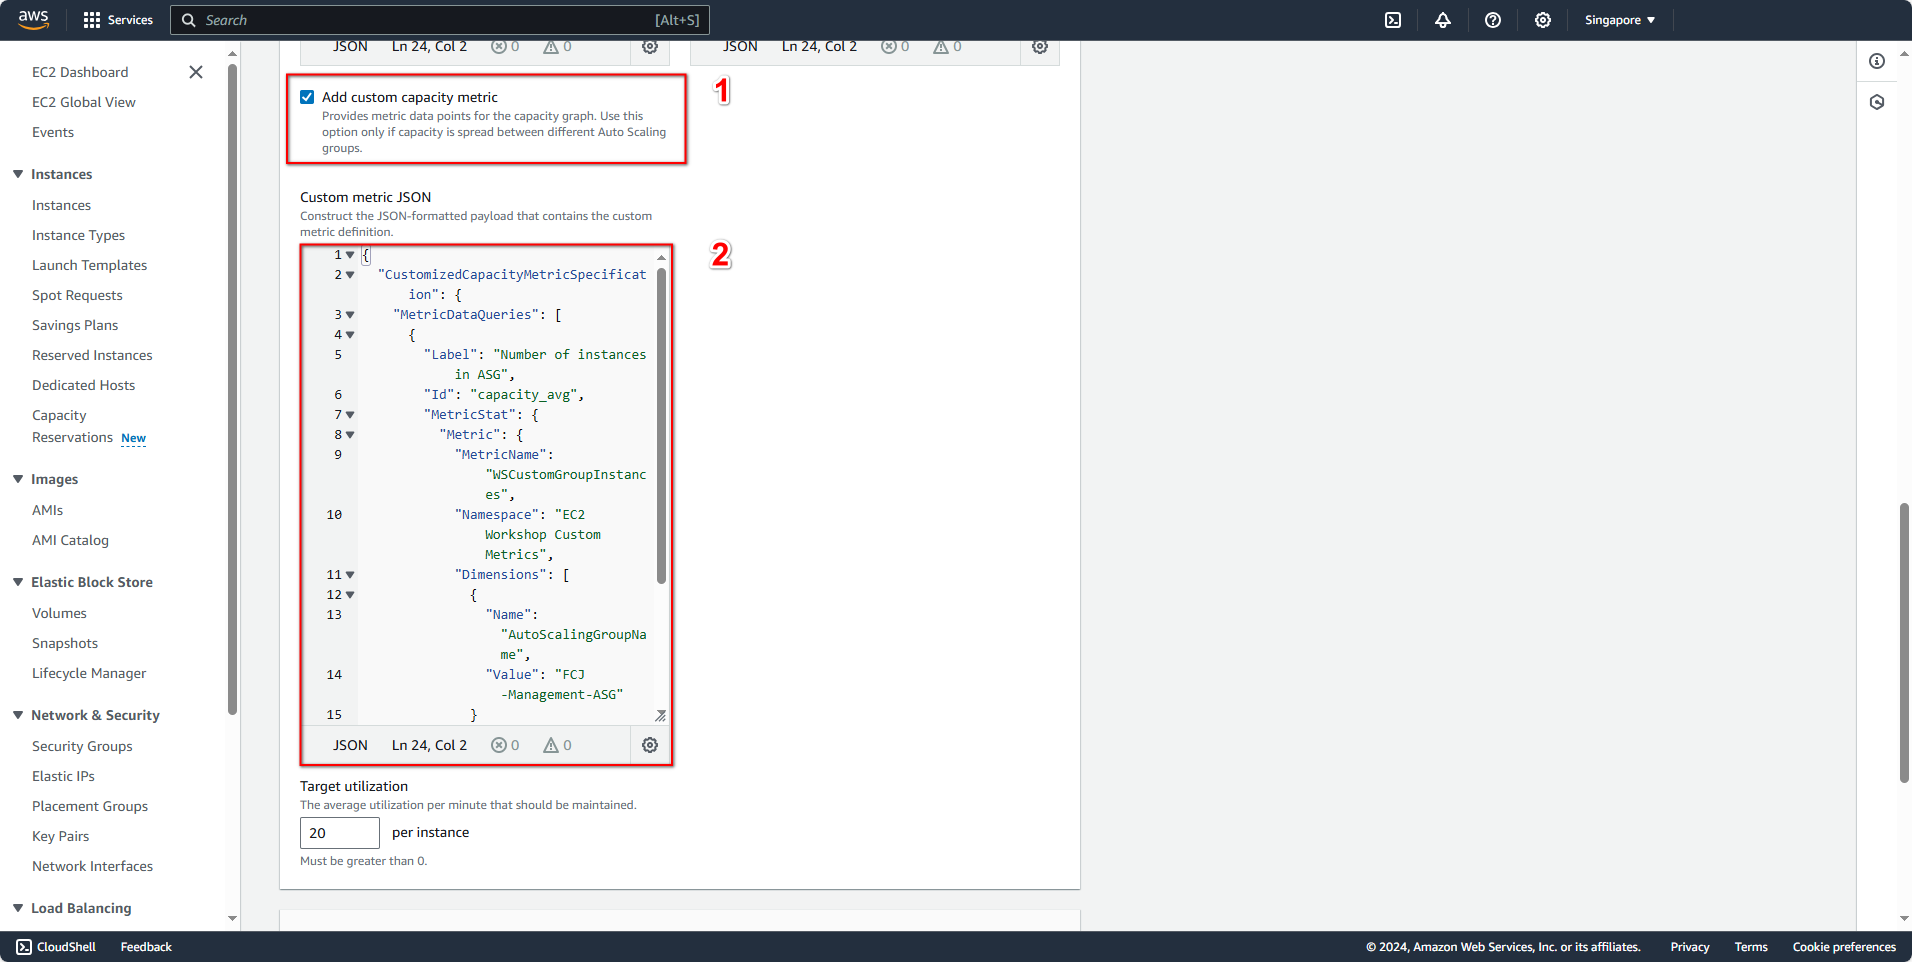 aws
Services
Search
[Alt+S]
Singapore
EC2 Dashboard
EC2 Global View
Events
Instances
Instances
Instance Types
Launch Templates
Spot Requests
Savings Plans
Reserved Instances
Dedicated Hosts
Capacity
Reservations New
Images
AMIs
AMI Catalog
Elastic Block Store
Volumes
Snapshots
Lifecycle Manager
Network & Security
Security Groups
Elastic IPs
Placement Groups
Key Pairs
Network Interfaces
Load Balancing
JSON Ln 24, Col 2 0 0
JSON Ln 24, Col 2 0 0
1
Add custom capacity metric
Provides metric data points for the capacity graph. Use this
option only if capacity is spread between different Auto Scaling
groups.
Custom metric JSON
Construct the JSON-formatted payload that contains the custom
metric definition.
2
1 {
2 "CustomizedCapacityMetricSpecificat
ion": {
3 "MetricDataQueries": [
4 {
5 "Label": "Number of instances
in ASG",
6 "Id": "capacity_avg",
7 "MetricStat": {
8 "Metric": {
9 "MetricName":
"WSCustomGroupInstanc
es",
10 "Namespace": "EC2
Workshop Custom
Metrics",
11 "Dimensions": [
12 {
13 "Name":
"AutoScalingGroupNa
me",
14 "Value": "FCJ
-Management-ASG"
15 }
JSON Ln 24, Col 2 0 0
Target utilization
The average utilization per minute that should be maintained.
20 per instance
Must be greater than 0.
CloudShell
Feedback
© 2024, Amazon Web Services, Inc. or its affiliates.
Privacy
Terms
Cookie preferences